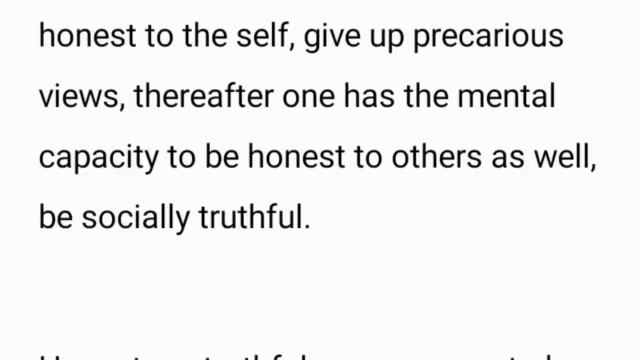 honest to the self, give up precarious
views, thereafter one has the mental
capacity to be honest to others as well,
be socially truthful.